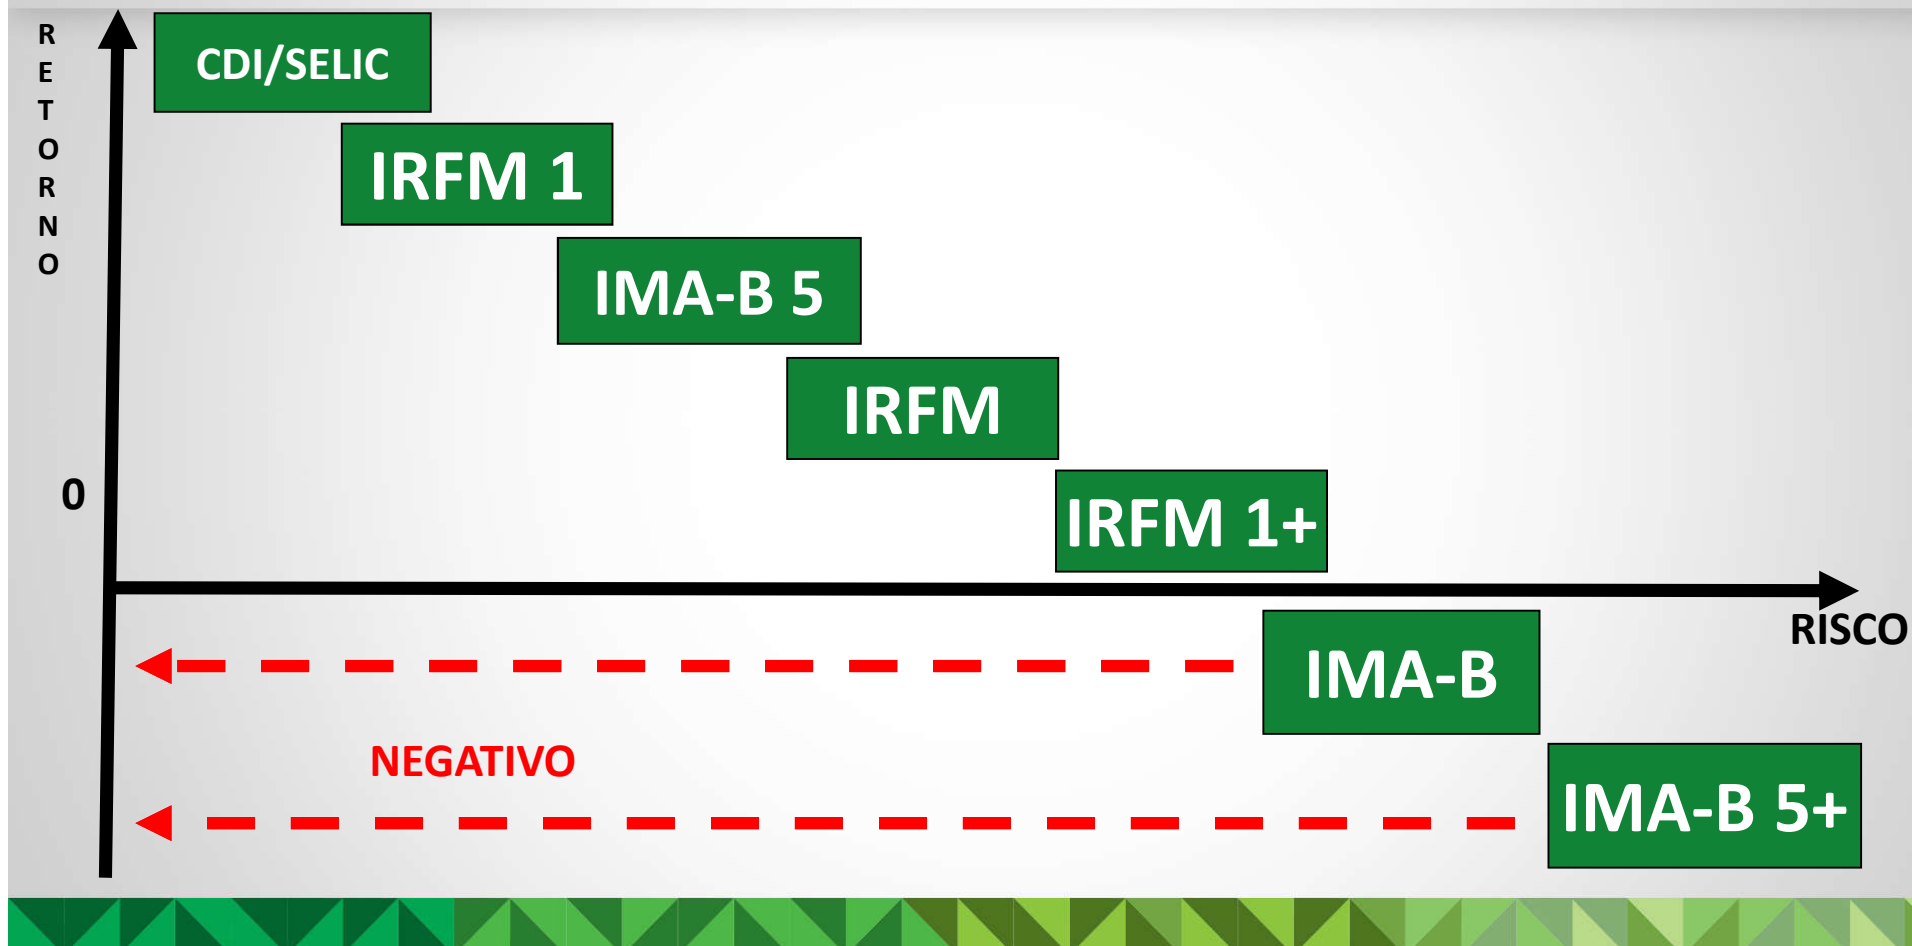 RETORNO
CDI/SELIC
IRFM 1
IMA-B 5
IRFM
0
IRFM 1+
RISCO
IMA-B
NEGATIVO
IMA-B 5+